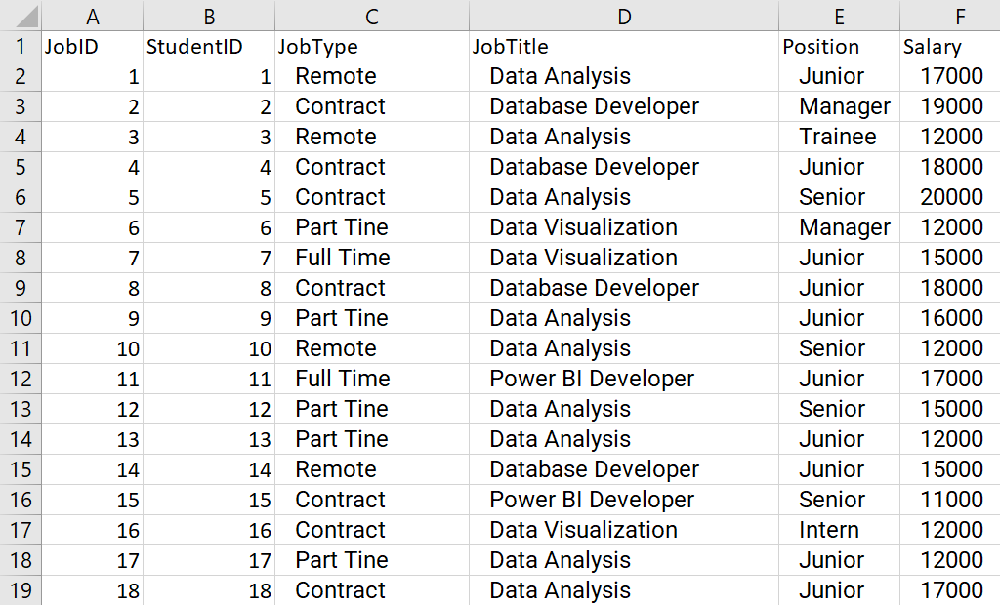 A B C D E F
1 JobID StudentID JobType JobTitle Position Salary
2 1 1 Remote Data Analysis Junior 17000
3 2 2 Contract Database Developer Manager 19000
4 3 3 Remote Data Analysis Trainee 12000
5 4 4 Contract Database Developer Junior 18000
6 5 5 Contract Data Analysis Senior 20000
7 6 6 Part Tine Data Visualization Manager 12000
8 7 7 Full Time Data Visualization Junior 15000
9 8 8 Contract Database Developer Junior 18000
10 9 9 Part Tine Data Analysis Junior 16000
11 10 10 Remote Data Analysis Senior 12000
12 11 11 Full Time Power BI Developer Junior 17000
13 12 12 Part Tine Data Analysis Senior 15000
14 13 13 Part Tine Data Analysis Junior 12000
15 14 14 Remote Database Developer Junior 15000
16 15 15 Contract Power BI Developer Senior 11000
17 16 16 Contract Data Visualization Intern 12000
18 17 17 Part Tine Data Analysis Junior 12000
19 18 18 Contract Data Analysis Junior 17000